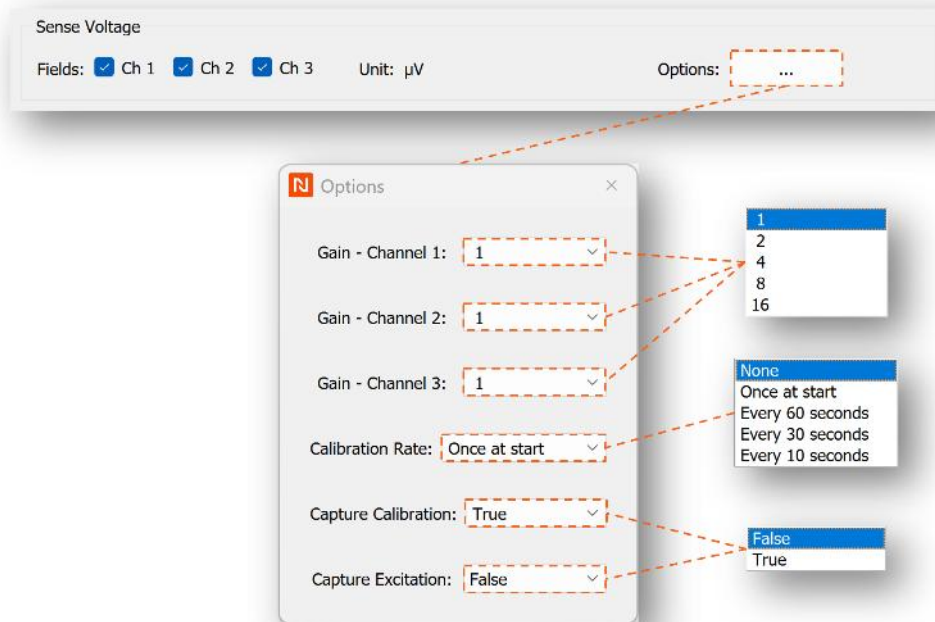 Sense Voltage
Fields: Ch 1 Ch 2 Ch 3 Unit: µV Options: ...
N Options
Gain - Channel 1: 1
Gain - Channel 2: 1
Gain - Channel 3: 1
Calibration Rate: Once at start
Capture Calibration: True
Capture Excitation: False
1
2
4
8
16
None
Once at start
Every 60 seconds
Every 30 seconds
Every 10 seconds
False
True